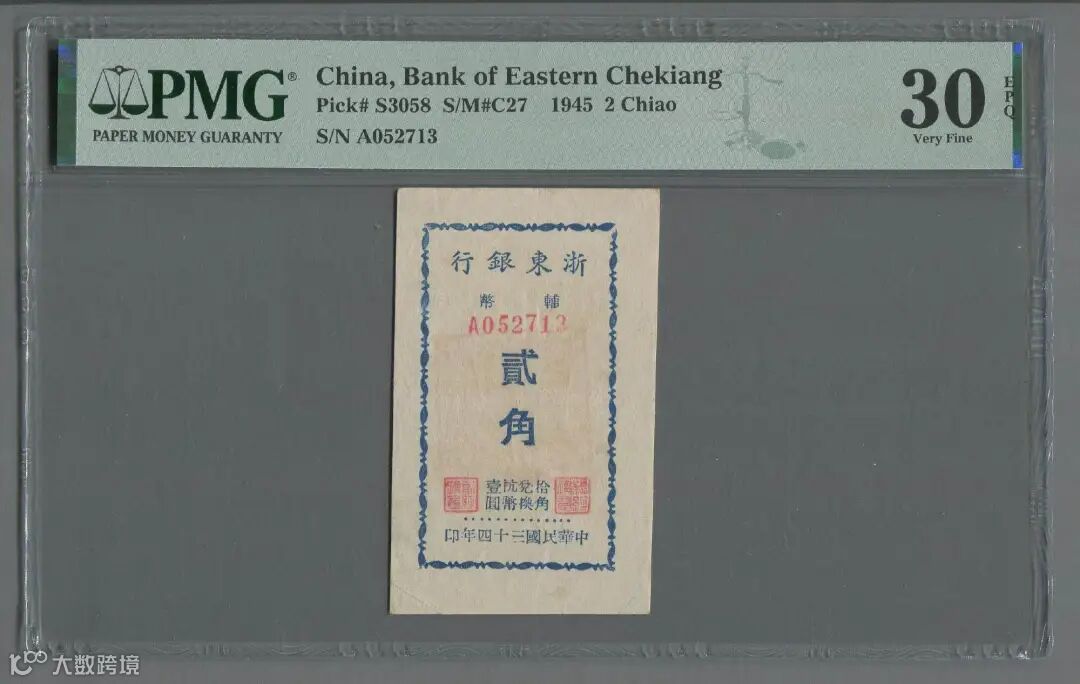 PMG®
PAPER MONEY GUARANTY
China, Bank of Eastern Chekiang
Pick# S3058 S/M#C27 1945 2 Chiao
S/N A052713
30
EPQ
Very Fine
行銀東浙
幣輔
A052713
貳
角
壹抗兌拾
圓幣換角
印年四十三國民華中
大数跨境